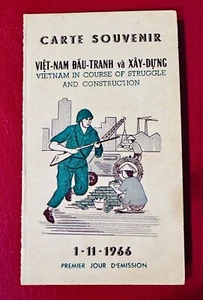 CARTE SOUVENIR
VIỆT-NAM ĐẤU-TRANH và XÂY-DỰNG
VIETNAM IN COURSE OF STRUGGLE
AND CONSTRUCTION
1-11-1966
PREMIER JOUR D'EMISSION